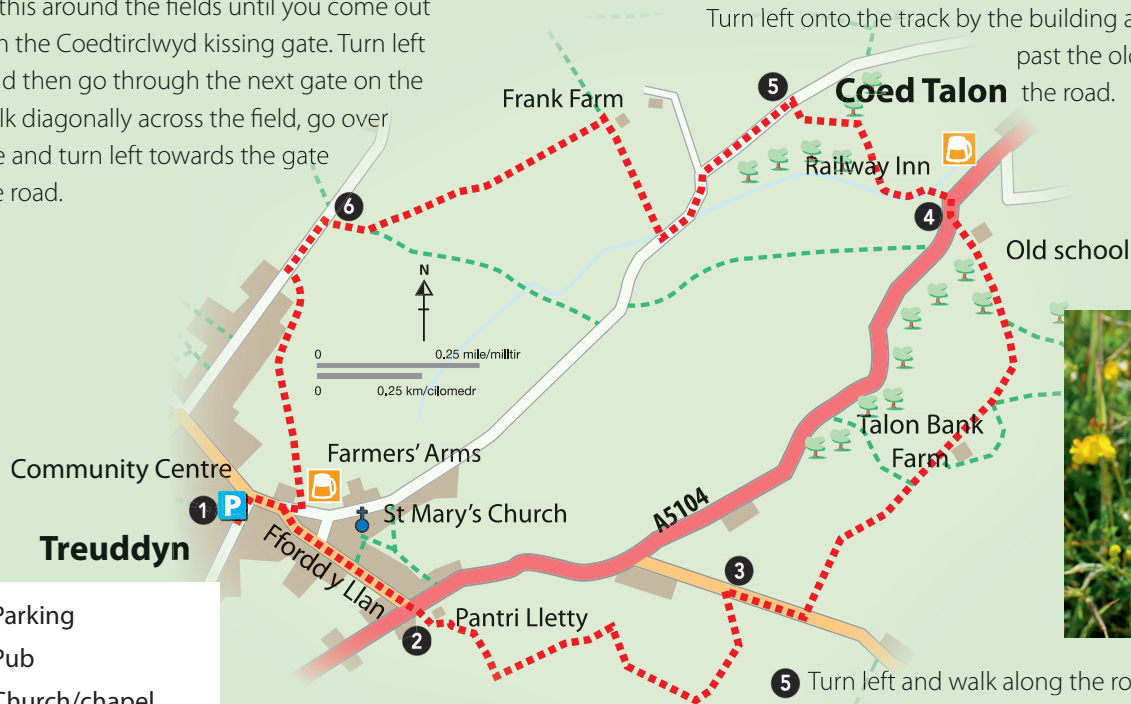 this around the fields until you come out
the Coedtirclwyd kissing gate. Turn left
then go through the next gate on the
diagonally across the field, go over
and turn left towards the gate
road.
Turn left onto the track by the building
past the old
the road.
Frank Farm
5
Coed Talon
Railway Inn
6
4
Old school
N
0 0.25 mile/milltir
0 0.25 km/cilomedr
Talon Bank
Farm
Farmers' Arms
Community Centre
1 P
St Mary's Church
A5104
Treuddyn
Ffordd y Llan
3
Pantri Lletty
2
Parking
Pub
Church/chapel
5 Turn left and walk along the